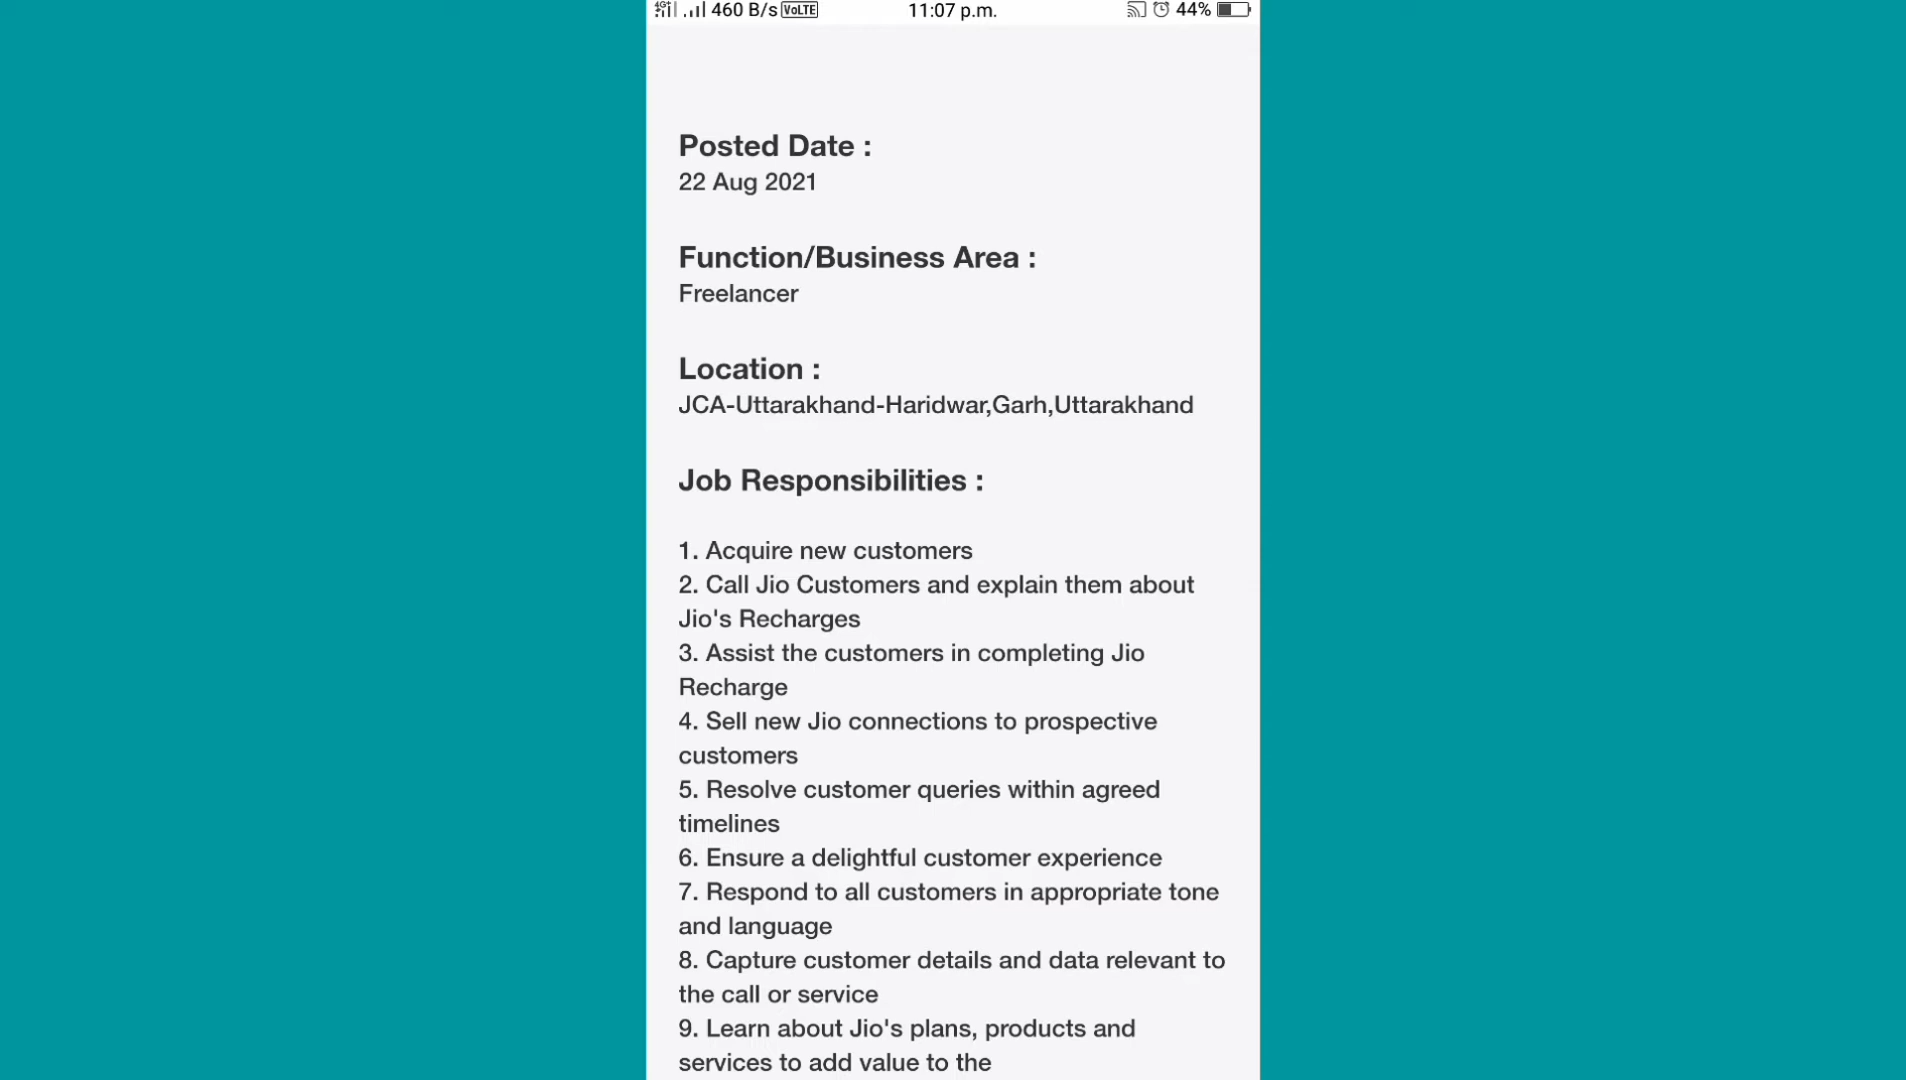 460 B/s VoLTE 11:07 p.m. 44%
Posted Date :
22 Aug 2021
Function/Business Area :
Freelancer
Location :
JCA-Uttarakhand-Haridwar,Garh,Uttarakhand
Job Responsibilities :
1. Acquire new customers
2. Call Jio Customers and explain them about
Jio's Recharges
3. Assist the customers in completing Jio
Recharge
4. Sell new Jio connections to prospective
customers
5. Resolve customer queries within agreed
timelines
6. Ensure a delightful customer experience
7. Respond to all customers in appropriate tone
and language
8. Capture customer details and data relevant to
the call or service
9. Learn about Jio's plans, products and
services to add value to the